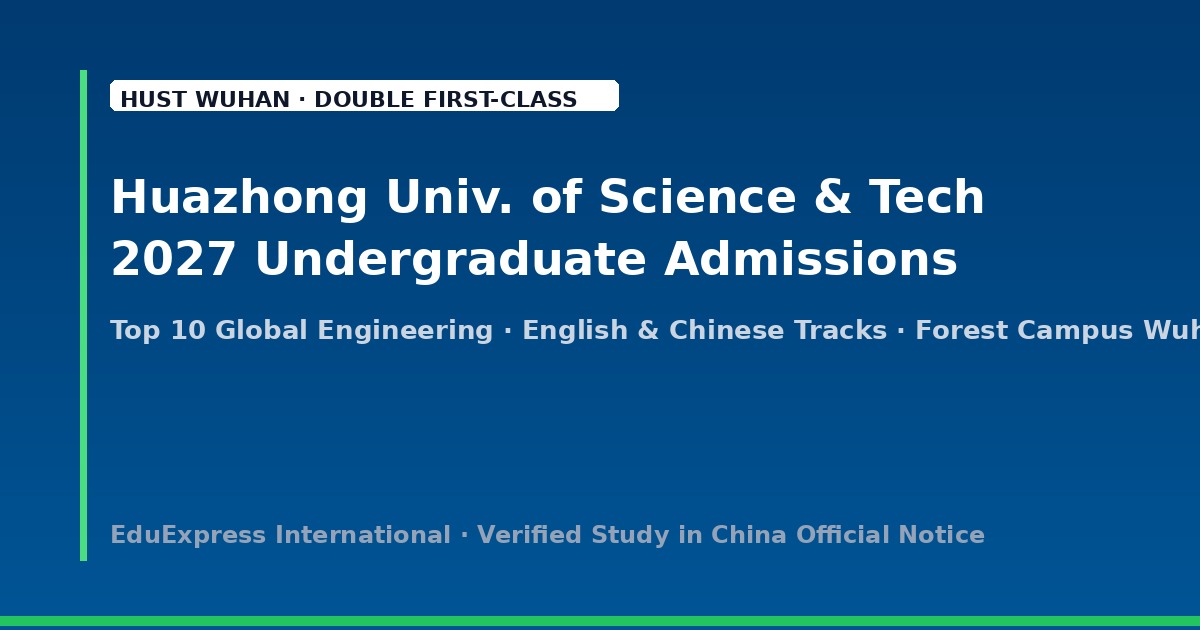 HUST WUHAN · DOUBLE FIRST-CLASS
Huazhong Univ. of Science & Tech
2027 Undergraduate Admissions
Top 10 Global Engineering · English & Chinese Tracks · Forest Campus
EduExpress International · Verified Study in China Official Notice